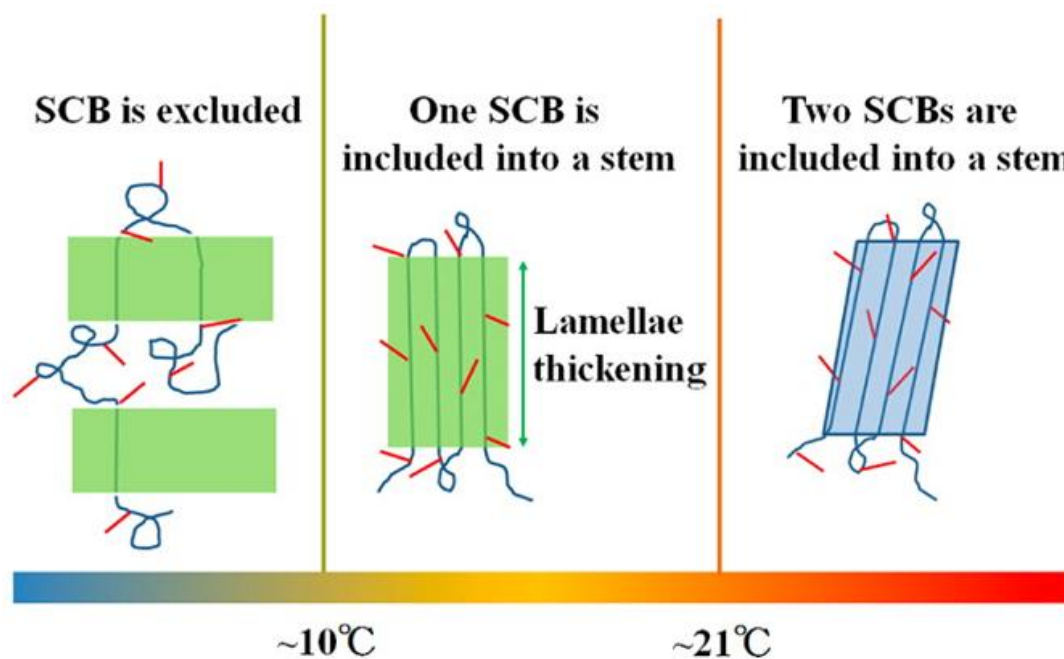 SCB is excluded
One SCB is
included into a stem
Two SCBs are
included into a stem
Lamellae
thickening
~10℃
~21℃